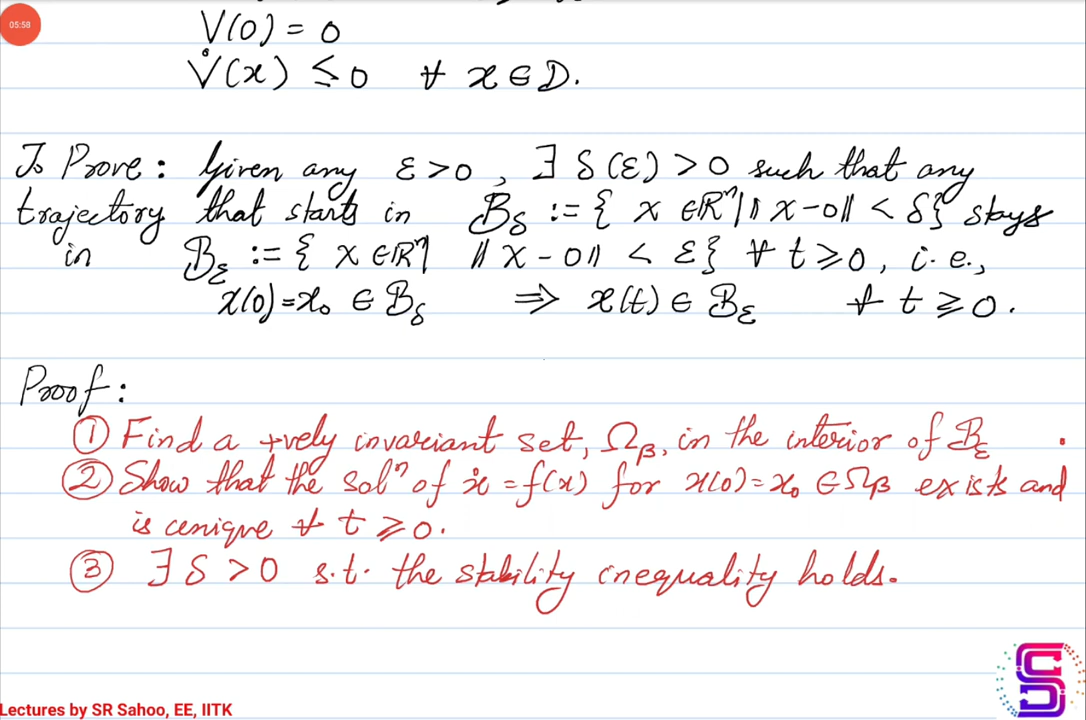 05:58
V(0) = 0
V̇(x) ≤ 0 ∀ x ∈ D.
To Prove: Given any ε > 0, ∃ δ(ε) > 0 such that any
trajectory that starts in B_δ := { x ∈ ℝⁿ | ‖x-0‖ < δ} stays
in B_ε := { x ∈ ℝⁿ | ‖x-0‖ < ε} ∀ t ≥ 0, i.e.,
x(0) = x₀ ∈ B_δ ⇒ x(t) ∈ B_ε ∀ t ≥ 0.
Proof:
① Find a +vely invariant set, Ω_β, in the interior of B_ε
② Show that the solⁿ of ẋ = f(x) for x(0) = x₀ ∈ Ω_β exists and
is unique ∀ t ≥ 0.
③ ∃ δ > 0 s.t. the stability inequality holds.
Lectures by SR Sahoo, EE, IITK